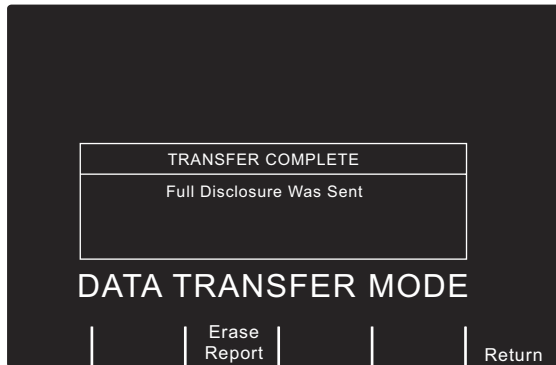 TRANSFER COMPLETE
Full Disclosure Was Sent
DATA TRANSFER MODE
Erase
Report
Return